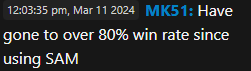 12:03:35 pm, Mar 11 2024 MK51: Have
gone to over 80% win rate since
using SAM